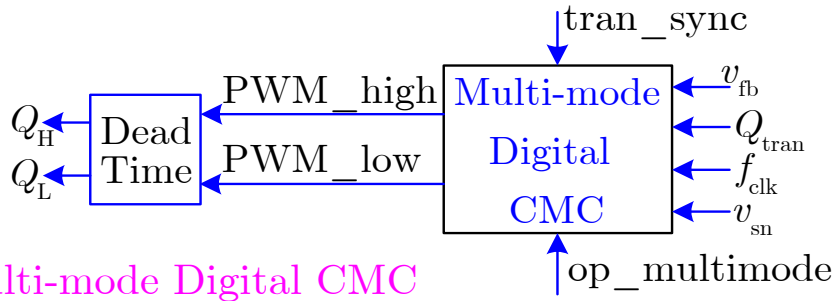 tran_sync
PWM_high
Multi-mode
Digital
CMC
v_fb
Q_tran
f_clk
v_sn
Q_H
Q_L
Dead
Time
PWM_low
lti-mode Digital CMC
op_multimode